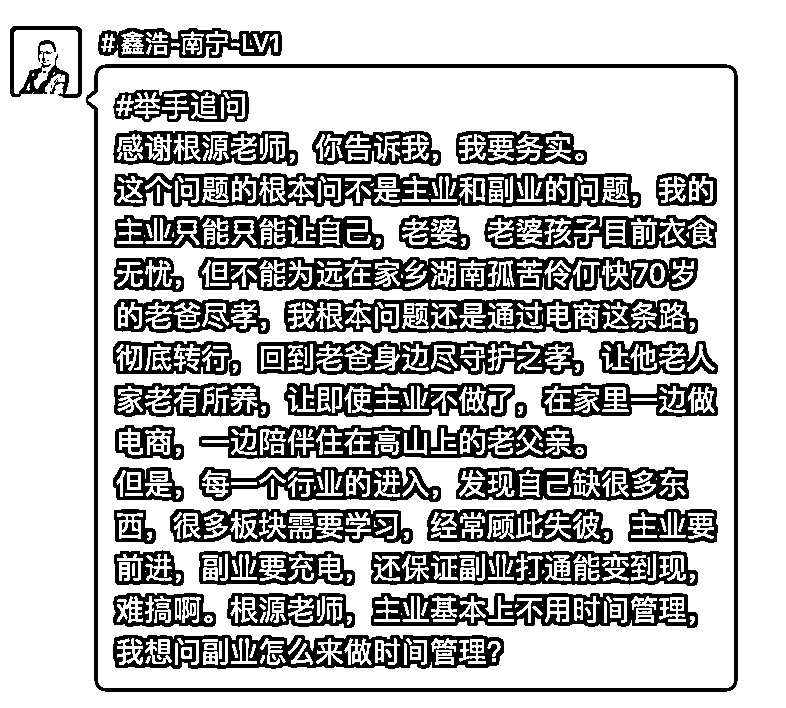 #鑫浩-南宁-LV1
#举手追问
感谢根源老师，你告诉我，我要务实。
这个问题的根本问不是主业和副业的问题，我的
主业只能只能让自己，老婆，老婆孩子目前衣食
无忧，但不能为远在家乡湖南孤苦伶仃快70岁
的老爸尽孝，我根本问题还是通过电商这条路，
彻底转行，回到老爸身边尽守护之孝，让他老人
家老有所养，让即使主业不做了，在家里一边做
电商，一边陪伴住在高山上的老父亲。
但是，每一个行业的进入，发现自己缺很多东
西，很多板块需要学习，经常顾此失彼，主业要
前进，副业要充电，还保证副业打通能变到现，
难搞啊。根源老师，主业基本上不用时间管理，
我想问副业怎么来做时间管理？